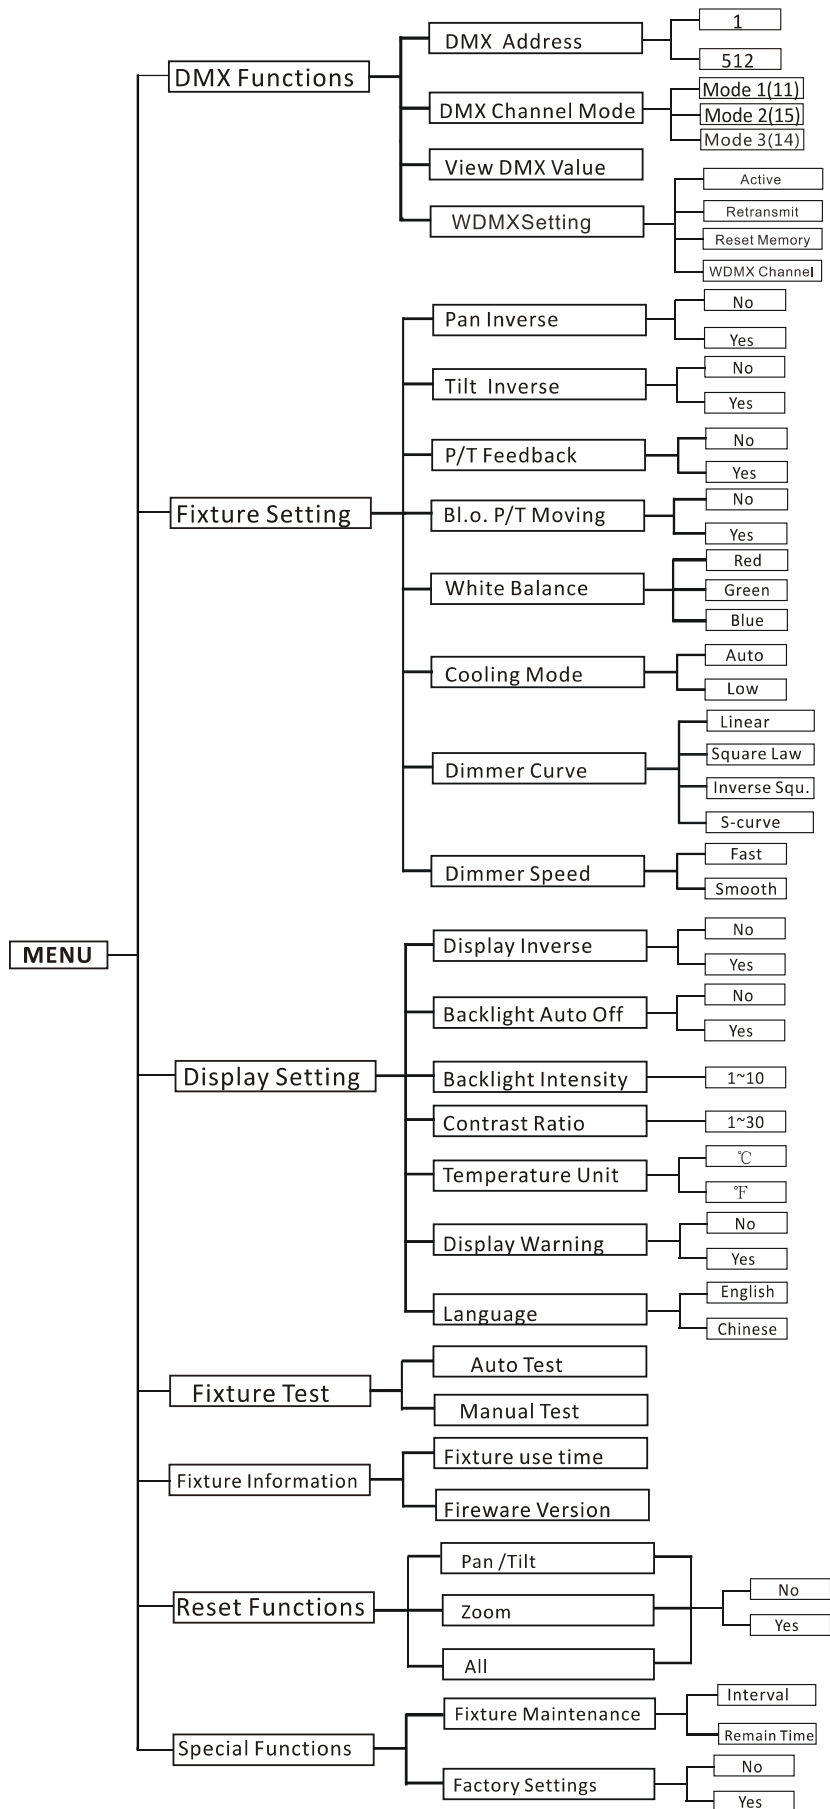 MENU
DMX Functions
DMX Address
1
512
DMX Channel Mode
Mode 1(11)
Mode 2(15)
Mode 3(14)
View DMX Value
WDMXSetting
Active
Retransmit
Reset Memory
WDMX Channel
Fixture Setting
Pan Inverse
No
Yes
Tilt Inverse
No
Yes
P/T Feedback
No
Yes
Bl.o. P/T Moving
No
Yes
White Balance
Red
Green
Blue
Cooling Mode
Auto
Low
Dimmer Curve
Linear
Square Law
Inverse Squ.
S-curve
Dimmer Speed
Fast
Smooth
Display Setting
Display Inverse
No
Yes
Backlight Auto Off
No
Yes
Backlight Intensity
1~10
Contrast Ratio
1~30
Temperature Unit
℃
℉
Display Warning
No
Yes
Language
English
Chinese
Fixture Test
Auto Test
Manual Test
Fixture Information
Fixture use time
Fireware Version
Reset Functions
Pan /Tilt
Zoom
All
No
Yes
Special Functions
Fixture Maintenance
Interval
Remain Time
Factory Settings
No
Yes